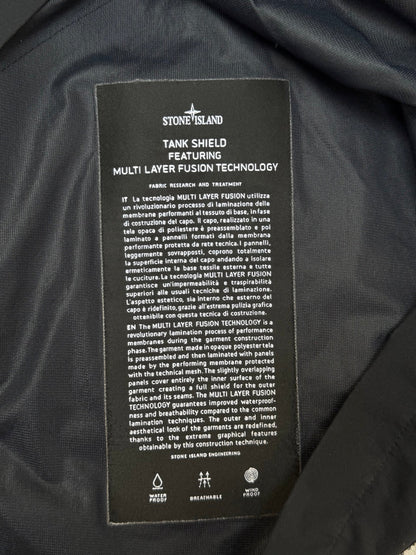 STONE ISLAND
TANK SHIELD
FEATURING
MULTI LAYER FUSION TECHNOLOGY
FABRIC RESEARCH AND TREATMENT
IT La tecnologia MULTI LAYER FUSION utilizza
un rivoluzionario processo di laminazione delle
membrane performanti al tessuto di base, in fase
di costruzione del capo. Il capo, realizzato in una
tela opaca di poliestere è preassemblato e poi
laminato a pannelli formati dalla membrana
performante protetta da rete tecnica. I pannelli,
leggermente sovrapposti, coprono totalmente
la superficie interna del capo andando a isolare
ermeticamente la base tessile esterna e tutte
le cuciture. La tecnologia MULTI LAYER FUSION
garantisce un'impermeabilità e traspirabilità
superiori alle usuali tecniche di laminazione.
L'aspetto estetico, sia interno che esterno del
capo è ridefinito, grazie all'estrema pulizia grafica
ottenibile con questa tecnica di costruzione.
EN The MULTI LAYER FUSION TECHNOLOGY is a
revolutionary lamination process of performance
membranes during the garment construction
phase. The garment made in opaque polyester tela
is preassembled and then laminated with panels
made by the performing membrane protected
with the technical mesh. The slightly overlapping
panels cover entirely the inner surface of the
garment creating a full shield for the outer
fabric and its seams. The MULTI LAYER FUSION
TECHNOLOGY guarantees improved waterproof-
ness and breathability compared to the common
lamination techniques. The outer and inner
aesthetical look of the garments are redefined,
thanks to the extreme graphical features
obtainable by this construction technique.
STONE ISLAND ENGINEERING
WATER PROOF
BREATHABLE
WIND PROOF